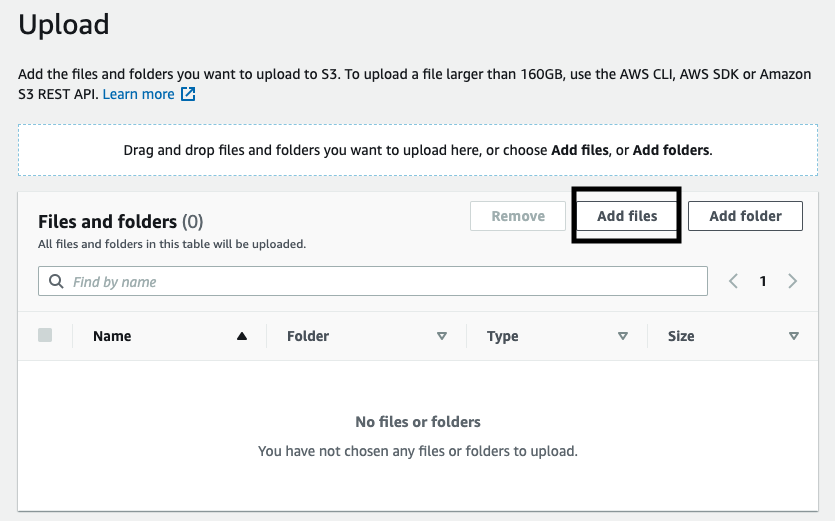 Upload
Add the files and folders you want to upload to S3. To upload a file larger than 160GB, use the AWS CLI, AWS SDK or Amazon
S3 REST API. Learn more
Drag and drop files and folders you want to upload here, or choose Add files, or Add folders.
Files and folders (0)
Remove
Add files
Add folder
All files and folders in this table will be uploaded.
Find by name
1
Name
Folder
Type
Size
No files or folders
You have not chosen any files or folders to upload.